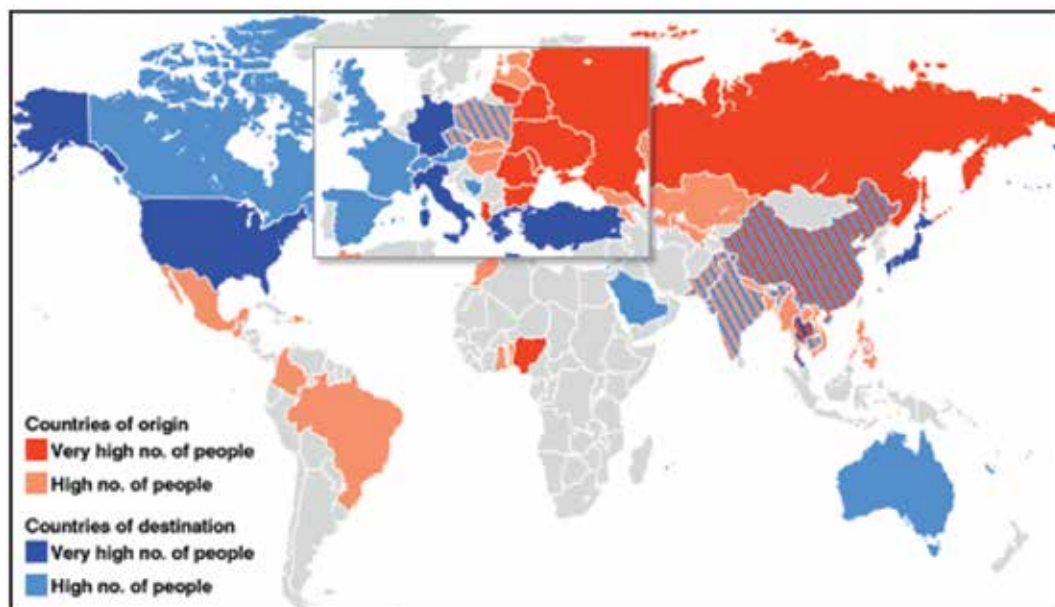 Countries of origin
Very high no. of people
High no. of people
Countries of destination
Very high no. of people
High no. of people